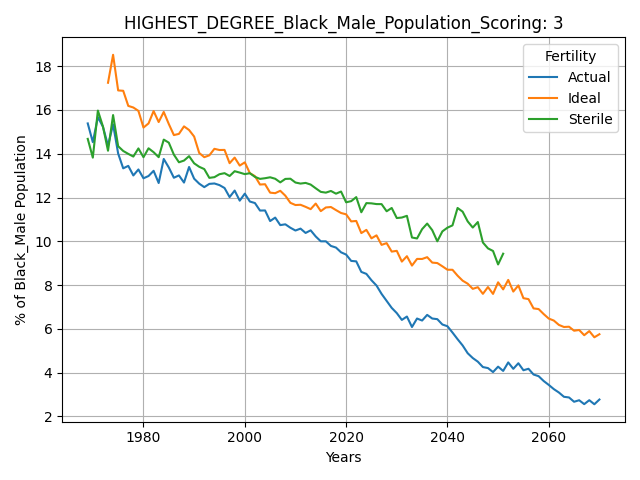 HIGHEST_DEGREE_Black_Male_Population_Scoring: 3
Fertility
Actual
Ideal
Sterile
% of Black_Male Population
18
16
14
12
10
8
6
4
2
1980 2000 2020 2040 2060
Years